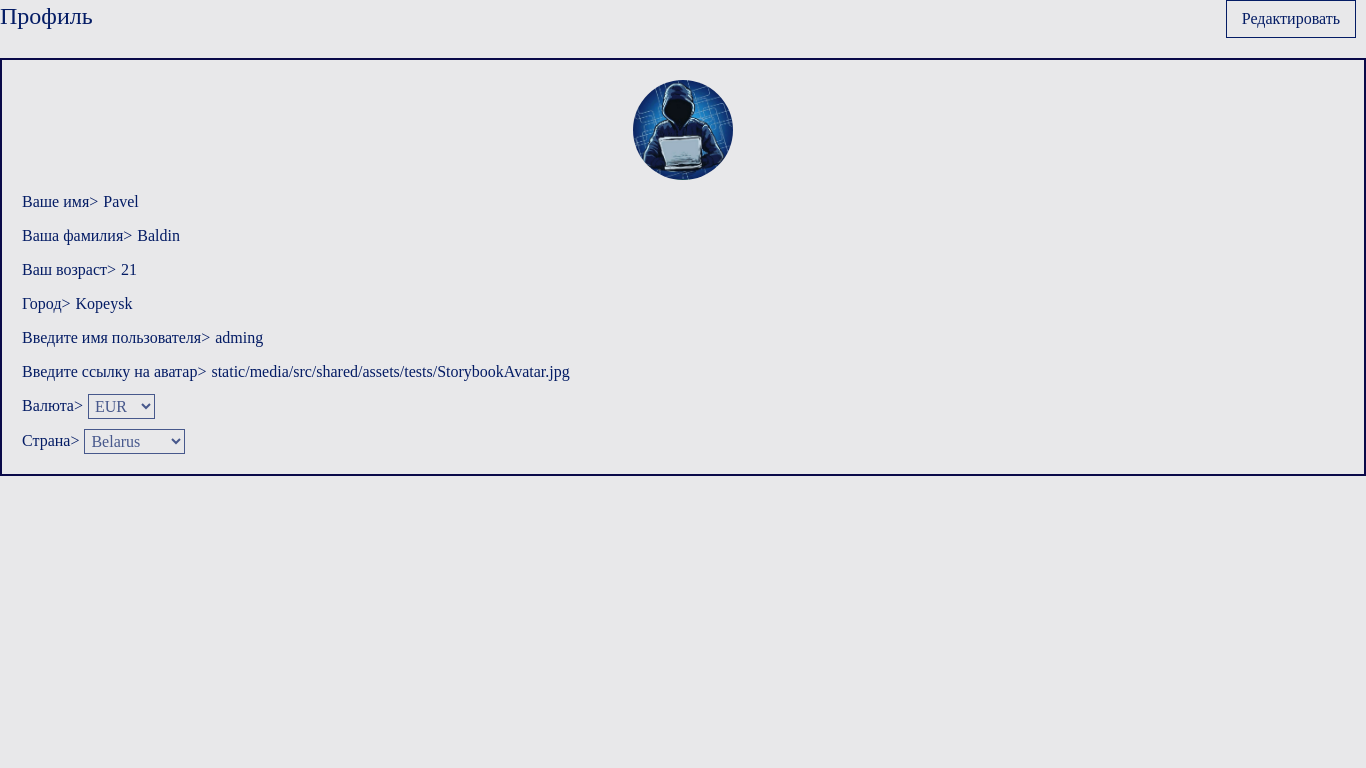 Профиль
Редактировать
Ваше имя> Pavel
Ваша фамилия> Baldin
Ваш возраст> 21
Город> Kopeysk
Введите имя пользователя> adming
Введите ссылку на аватар> static/media/src/shared/assets/tests/StorybookAvatar.jpg
Валюта> EUR
Страна> Belarus